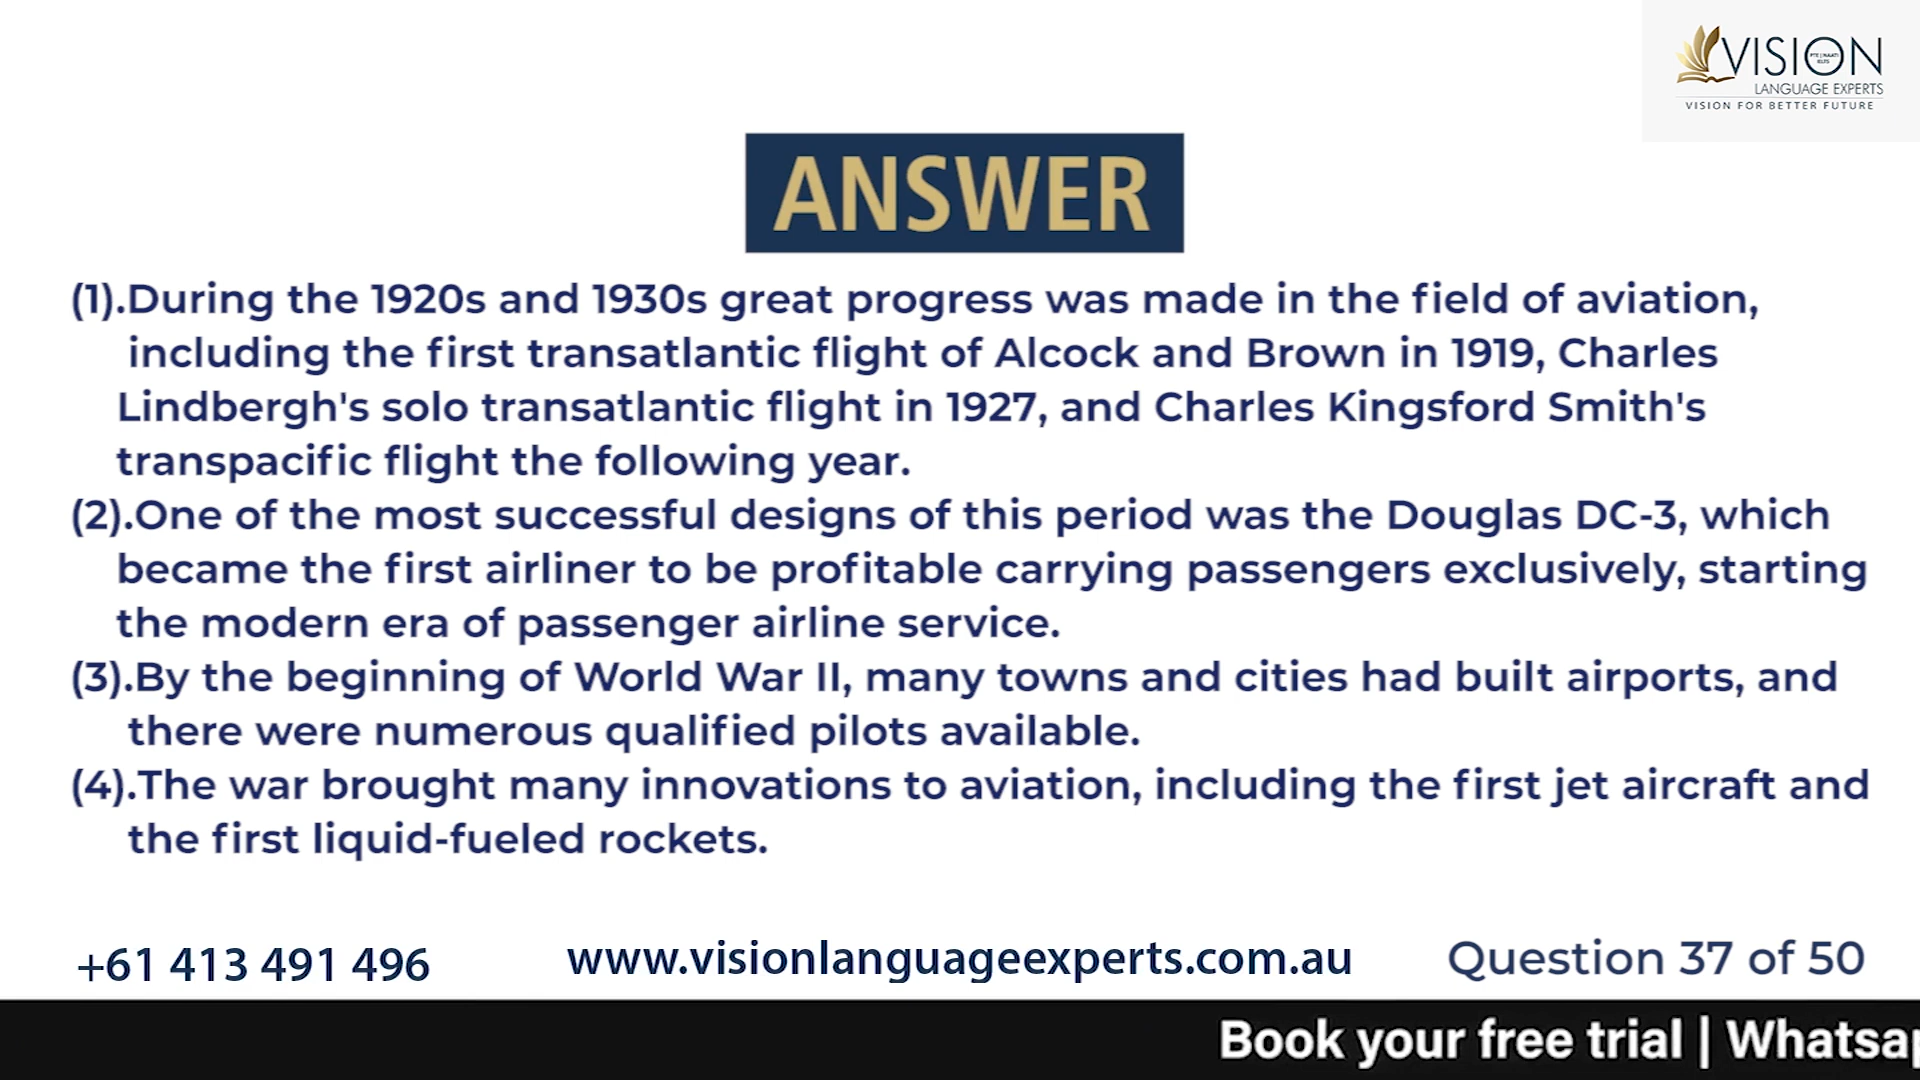 VISION
LANGUAGE EXPERTS
VISION FOR BETTER FUTURE
ANSWER
(1).During the 1920s and 1930s great progress was made in the field of aviation,
including the first transatlantic flight of Alcock and Brown in 1919, Charles
Lindbergh's solo transatlantic flight in 1927, and Charles Kingsford Smith's
transpacific flight the following year.
(2).One of the most successful designs of this period was the Douglas DC-3, which
became the first airliner to be profitable carrying passengers exclusively, starting
the modern era of passenger airline service.
(3).By the beginning of World War II, many towns and cities had built airports, and
there were numerous qualified pilots available.
(4).The war brought many innovations to aviation, including the first jet aircraft and
the first liquid-fueled rockets.
+61 413 491 496
www.visionlanguageexperts.com.au
Question 37 of 50
Book your free trial |